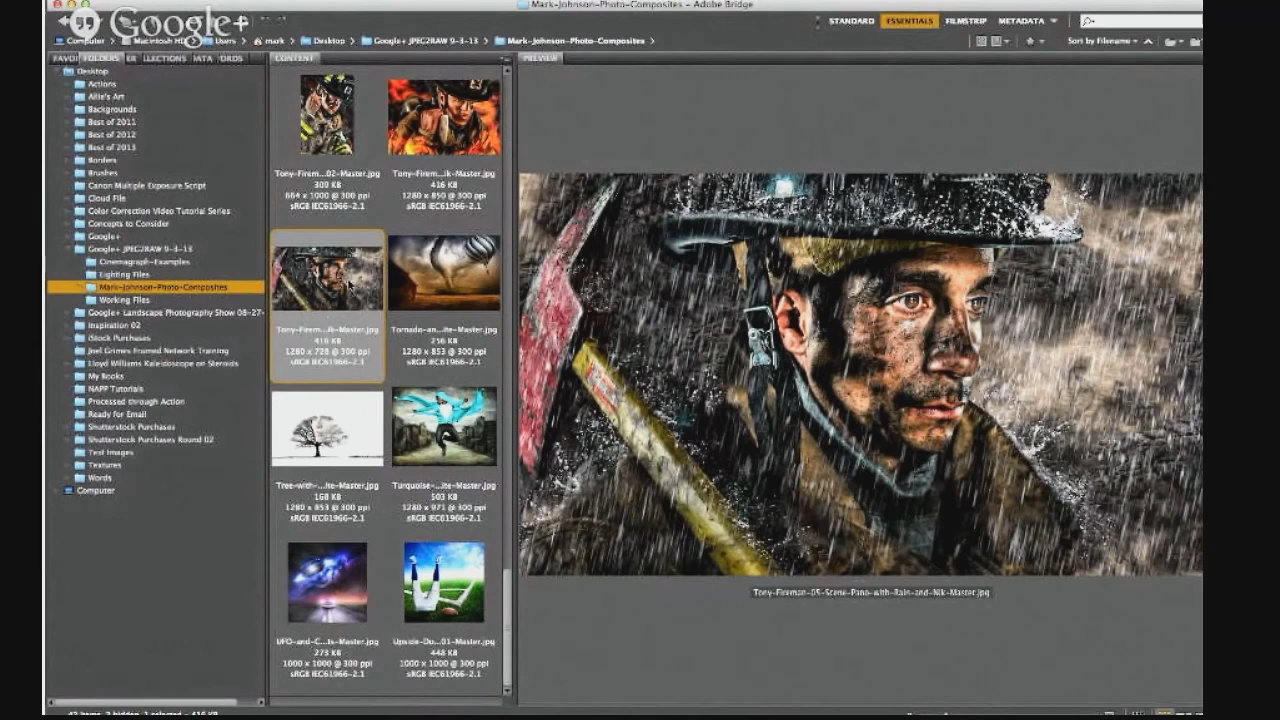 Mark-Johnson-Photo-Composites – Adobe Bridge
Google+
STANDARD ESSENTIALS FILMSTRIP METADATA
Computer Macintosh HD Users mark Desktop Google+ JPEG2RAW 9-3-13 Mark-Johnson-Photo-Composites
Sort by Filename
FOLDERS
CONTENT
PREVIEW
Desktop
Actions
Allie's Art
Backgrounds
Best of 2011
Best of 2012
Best of 2013
Borders
Brushes
Canon Multiple Exposure Script
Cloud File
Color Correction Video Tutorial Series
Concepts to Consider
Google+
Google+ JPEG2RAW 9-3-13
Cinemagraph-Examples
Lighting Files
Mark-Johnson-Photo-Composites
Working Files
Google+ Landscape Photography Show 08-27-
Inspiration 02
iStock Purchases
Joel Grimes Framed Network Training
Lloyd Williams Kaleidoscope on Steroids
My Books
NAPP Tutorials
Processed through Action
Ready for Email
Shutterstock Purchases
Shutterstock Purchases Round 02
Test Images
Textures
Words
Computer
Tony-Firem...02-Master.jpg
309 KB
664 x 1000 @ 300 ppi
sRGB IEC61966-2.1
Tony-Firem...ik-Master.jpg
416 KB
1280 x 850 @ 300 ppi
sRGB IEC61966-2.1
Tony-Firem...ik-Master.jpg
416 KB
1280 x 728 @ 300 ppi
sRGB IEC61966-2.1
Tornado-an...ite-Master.jpg
256 KB
1280 x 853 @ 300 ppi
sRGB IEC61966-2.1
Tree-with-...ite-Master.jpg
168 KB
1280 x 853 @ 300 ppi
sRGB IEC61966-2.1
Turquoise-...ite-Master.jpg
503 KB
1280 x 971 @ 300 ppi
sRGB IEC61966-2.1
UFO-and-C...ts-Master.jpg
273 KB
1000 x 1000 @ 300 ppi
sRGB IEC61966-2.1
Upside-Do...01-Master.jpg
448 KB
1000 x 1000 @ 300 ppi
sRGB IEC61966-2.1
Tony-Fireman-05-Scene-Pano-with-Rain-and-Nik-Master.jpg